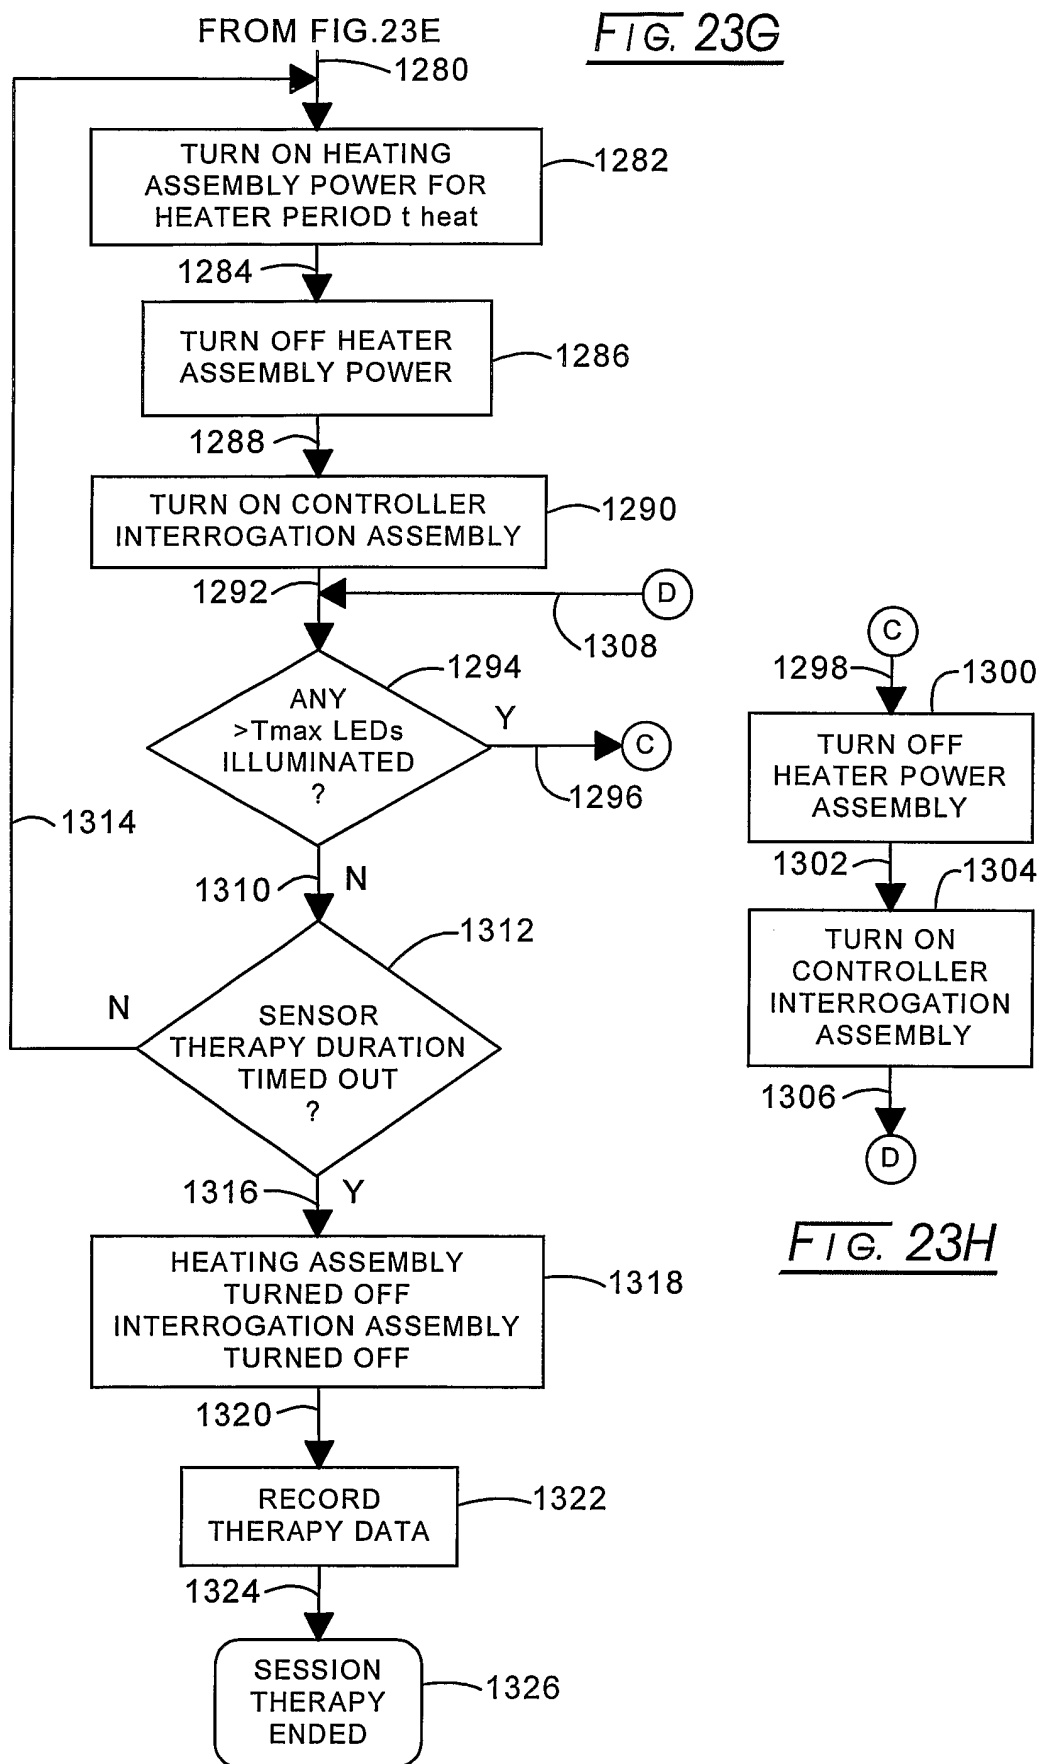 FROM FIG.23E
FIG. 23G
1280
TURN ON HEATING
ASSEMBLY POWER FOR
HEATER PERIOD t heat
1282
1284
TURN OFF HEATER
ASSEMBLY POWER
1286
1288
TURN ON CONTROLLER
INTERROGATION ASSEMBLY
1290
1292
D
1308
1294
ANY
>Tmax LEDs
ILLUMINATED
?
Y
C
1296
1314
1310
N
1312
N
SENSOR
THERAPY DURATION
TIMED OUT
?
1316
Y
HEATING ASSEMBLY
TURNED OFF
INTERROGATION ASSEMBLY
TURNED OFF
1318
1320
RECORD
THERAPY DATA
1322
1324
SESSION
THERAPY
ENDED
1326
C
1298
1300
TURN OFF
HEATER POWER
ASSEMBLY
1302
1304
TURN ON
CONTROLLER
INTERROGATION
ASSEMBLY
1306
D
FIG. 23H